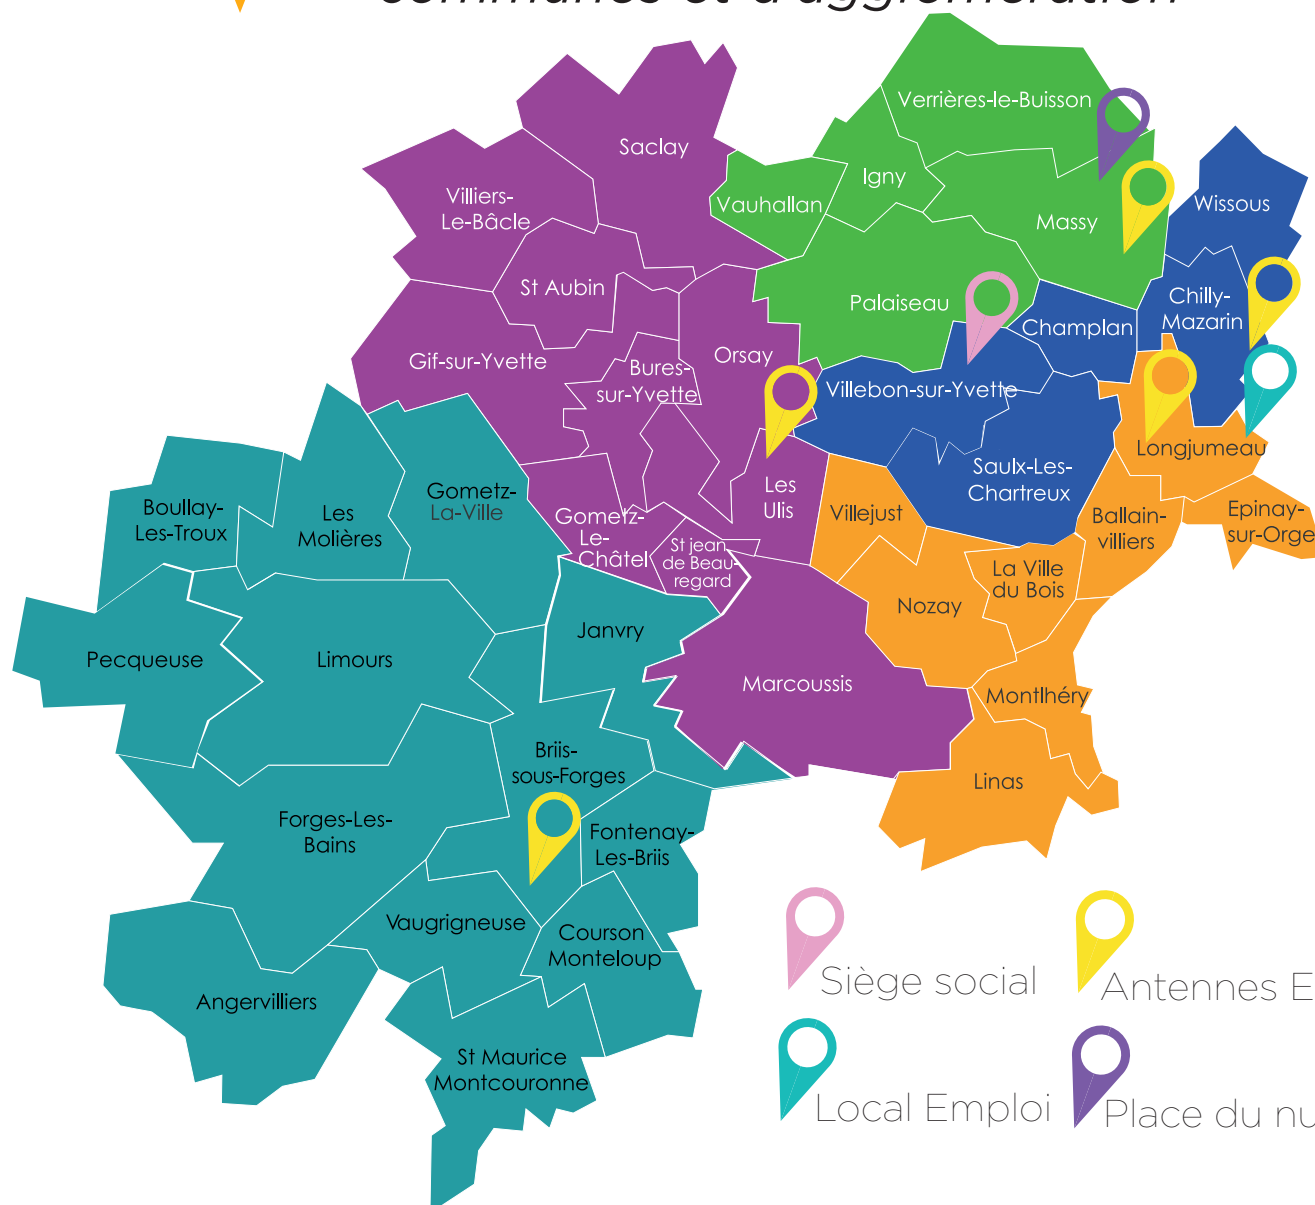 communes et d'agglomération
Verrières-le-Buisson
Saclay
Igny
Villiers-
Le-Bâcle
Vauhallan
Massy
Wissous
St Aubin
Palaiseau
Chilly-
Mazarin
Champlan
Gif-sur-Yvette
Orsay
Bures-
sur-Yvette
Villebon-sur-Yvette
Longjumeau
Saulx-Les-
Chartreux
Gometz-
La-Ville
Les
Ulis
Boullay-
Les-Troux
Les
Molières
Villejust
Ballain-
villiers
Epinay-
sur-Orge
Gometz-
Le-
Châtel
St jean
de Beau-
regard
La Ville
du Bois
Nozay
Janvry
Pecqueuse
Limours
Marcoussis
Montlhéry
Briis-
sous-Forges
Linas
Forges-Les-
Bains
Fontenay-
Les-Briis
Vaugrigneuse
Courson
Monteloup
Angervilliers
St Maurice
Montcouronne
Siège social
Antennes E
Local Emploi
Place du nu